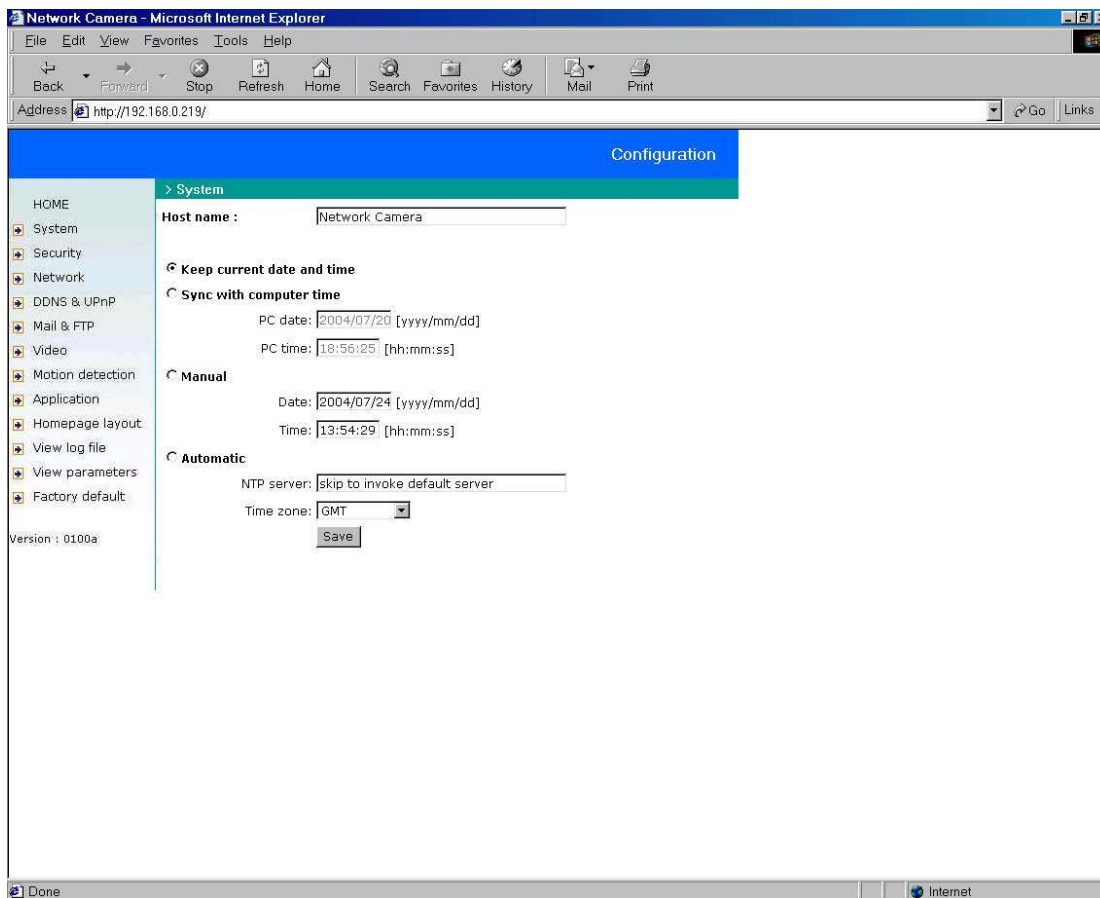 Network Camera - Microsoft Internet Explorer
File Edit View Favorites Tools Help
Back Forward Stop Refresh Home Search Favorites History Mail Print
Address http://192.168.0.219/ Go Links
Configuration
> System
HOME
System
Security
Network
DDNS & UPnP
Mail & FTP
Video
Motion detection
Application
Homepage layout
View log file
View parameters
Factory default
Version : 0100a
Host name : Network Camera
Keep current date and time
Sync with computer time
PC date: 2004/07/20 [yyyy/mm/dd]
PC time: 18:56:25 [hh:mm:ss]
Manual
Date: 2004/07/24 [yyyy/mm/dd]
Time: 13:54:29 [hh:mm:ss]
Automatic
NTP server: skip to invoke default server
Time zone: GMT
Save
Done Internet